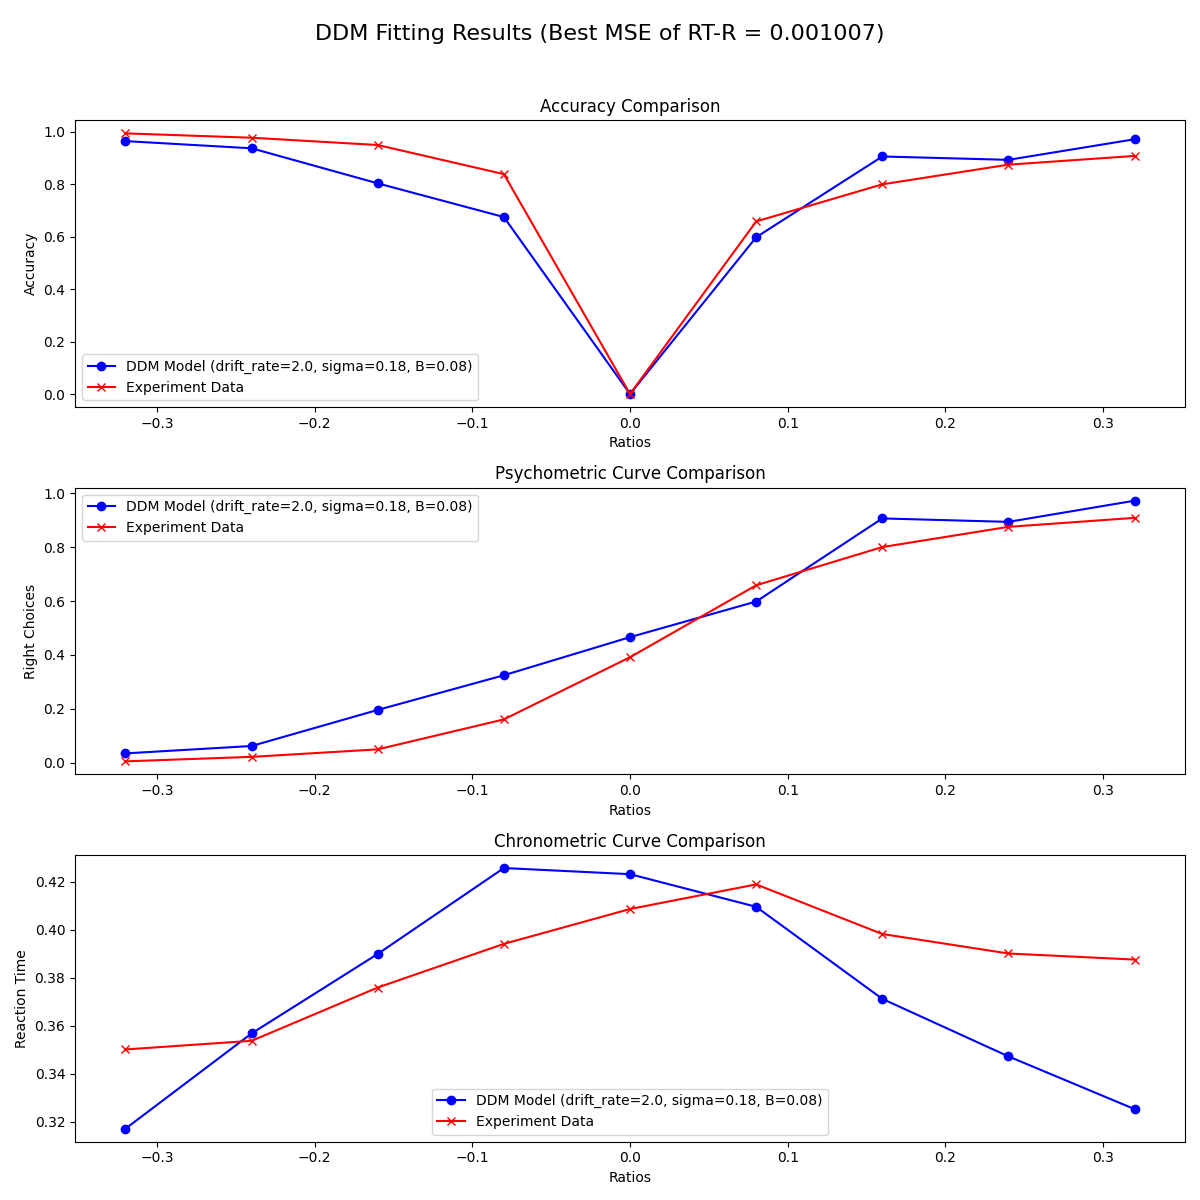 DDM Fitting Results (Best MSE of RT-R = 0.001007)
Accuracy Comparison
1.0
0.8
0.6
0.4
0.2
0.0
Accuracy
DDM Model (drift_rate=2.0, sigma=0.18, B=0.08)
Experiment Data
−0.3 −0.2 −0.1 0.0 0.1 0.2 0.3
Ratios
Psychometric Curve Comparison
1.0
0.8
0.6
0.4
0.2
0.0
Right Choices
DDM Model (drift_rate=2.0, sigma=0.18, B=0.08)
Experiment Data
−0.3 −0.2 −0.1 0.0 0.1 0.2 0.3
Ratios
Chronometric Curve Comparison
0.42
0.40
0.38
0.36
0.34
0.32
Reaction Time
DDM Model (drift_rate=2.0, sigma=0.18, B=0.08)
Experiment Data
−0.3 −0.2 −0.1 0.0 0.1 0.2 0.3
Ratios